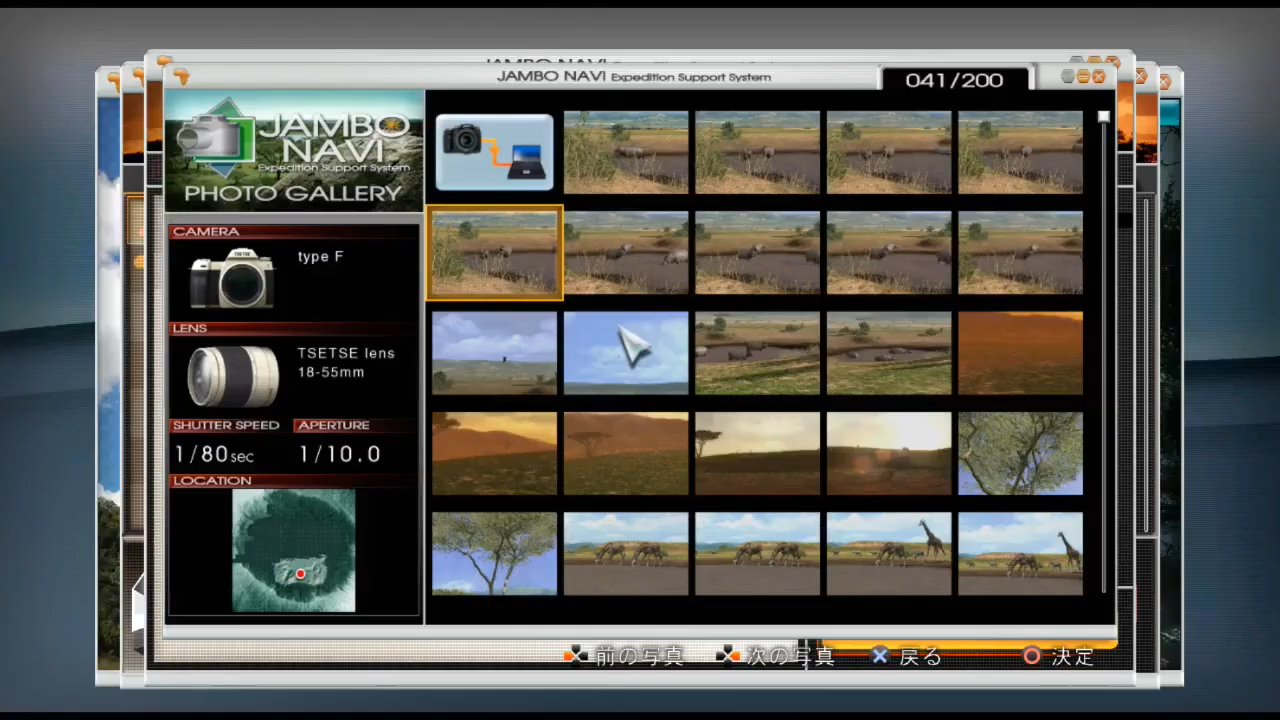 JAMBO NAVI Expedition Support System
041/200
JAMBO
NAVI
Expedition Support System
PHOTO GALLERY
CAMERA
type F
LENS
TSETSE lens
18-55mm
SHUTTER SPEED
APERTURE
1/80sec
1/10.0
LOCATION
前の写真
次の写真
戻る
決定